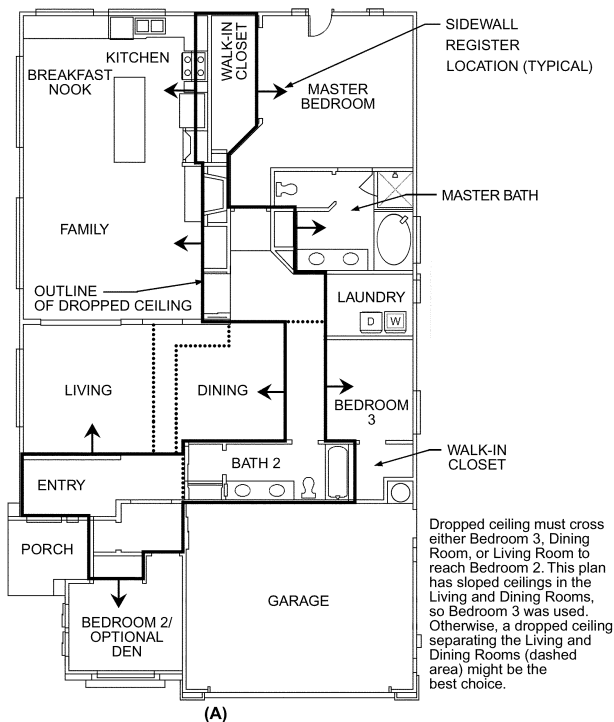 SIDEWALL
REGISTER
LOCATION (TYPICAL)
KITCHEN
WALK-IN
CLOSET
BREAKFAST
NOOK
MASTER
BEDROOM
MASTER BATH
FAMILY
OUTLINE
OF DROPPED CEILING
LAUNDRY
D
W
LIVING
DINING
BEDROOM
3
WALK-IN
CLOSET
BATH 2
ENTRY
PORCH
BEDROOM 2/
OPTIONAL
DEN
GARAGE
Dropped ceiling must cross
either Bedroom 3, Dining
Room, or Living Room to
reach Bedroom 2. This plan
has sloped ceilings in the
Living and Dining Rooms,
so Bedroom 3 was used.
Otherwise, a dropped ceiling
separating the Living and
Dining Rooms (dashed
area) might be the
best choice.
(A)